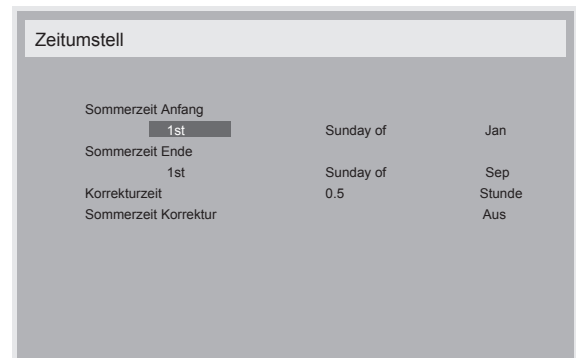 Zeitumstell
Sommerzeit Anfang
1st Sunday of Jan
Sommerzeit Ende
1st Sunday of Sep
Korrekturzeit 0.5 Stunde
Sommerzeit Korrektur Aus